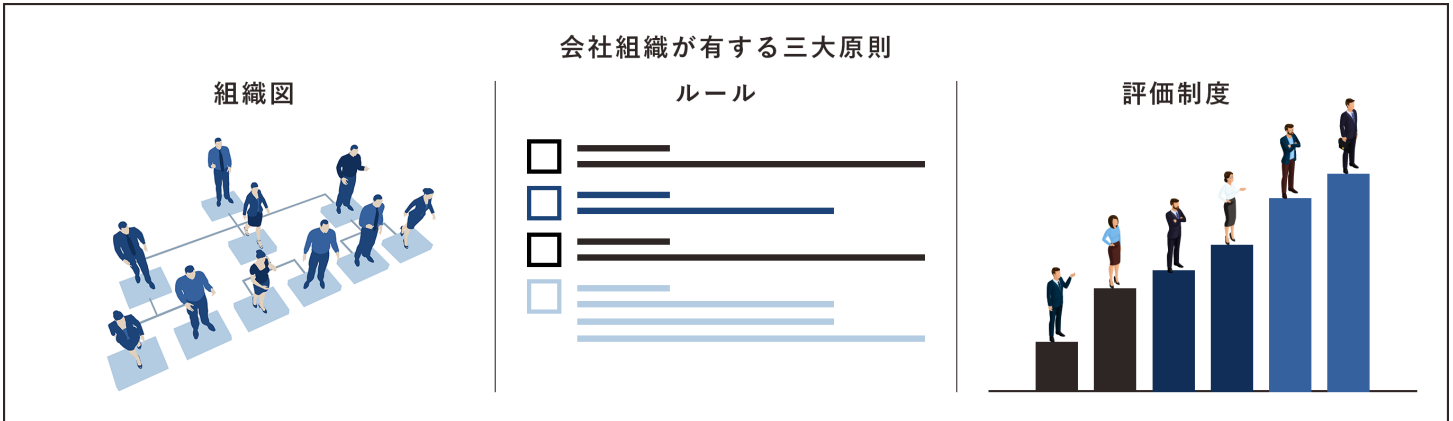 会社組織が有する三大原則
組織図
ルール
評価制度